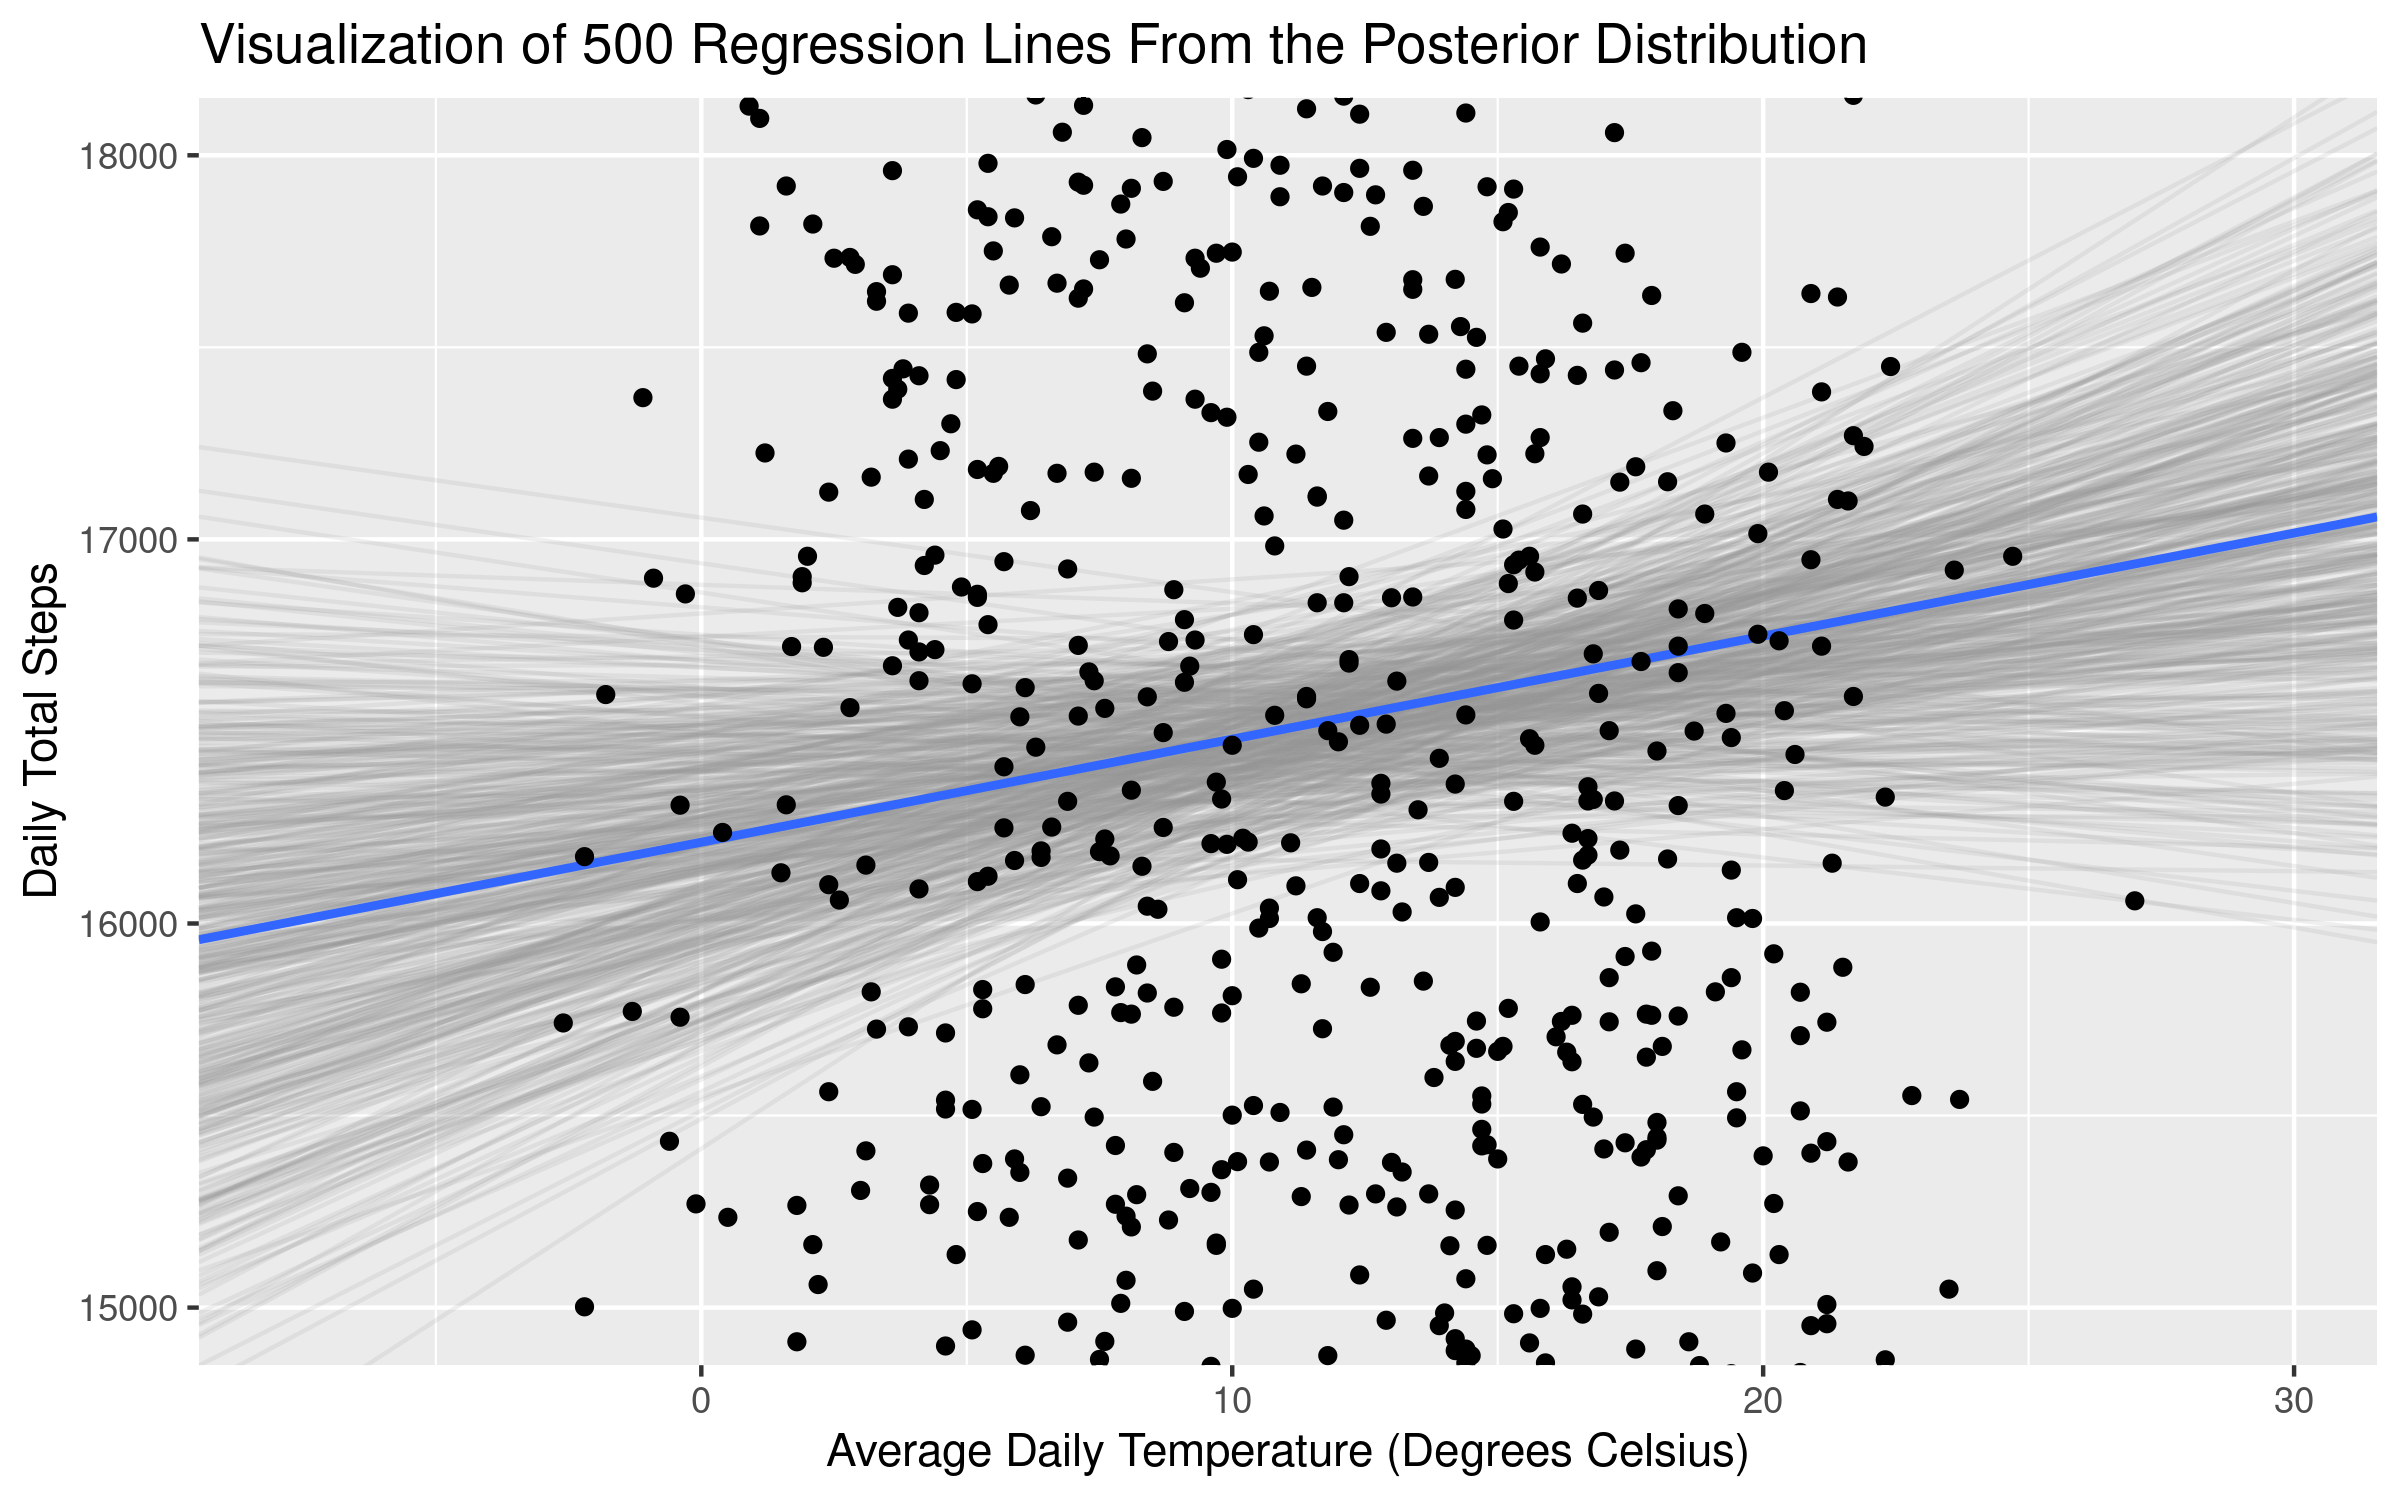 Visualization of 500 Regression Lines From the Posterior Distribution
18000
17000
16000
15000
Daily Total Steps
0 10 20 30
Average Daily Temperature (Degrees Celsius)